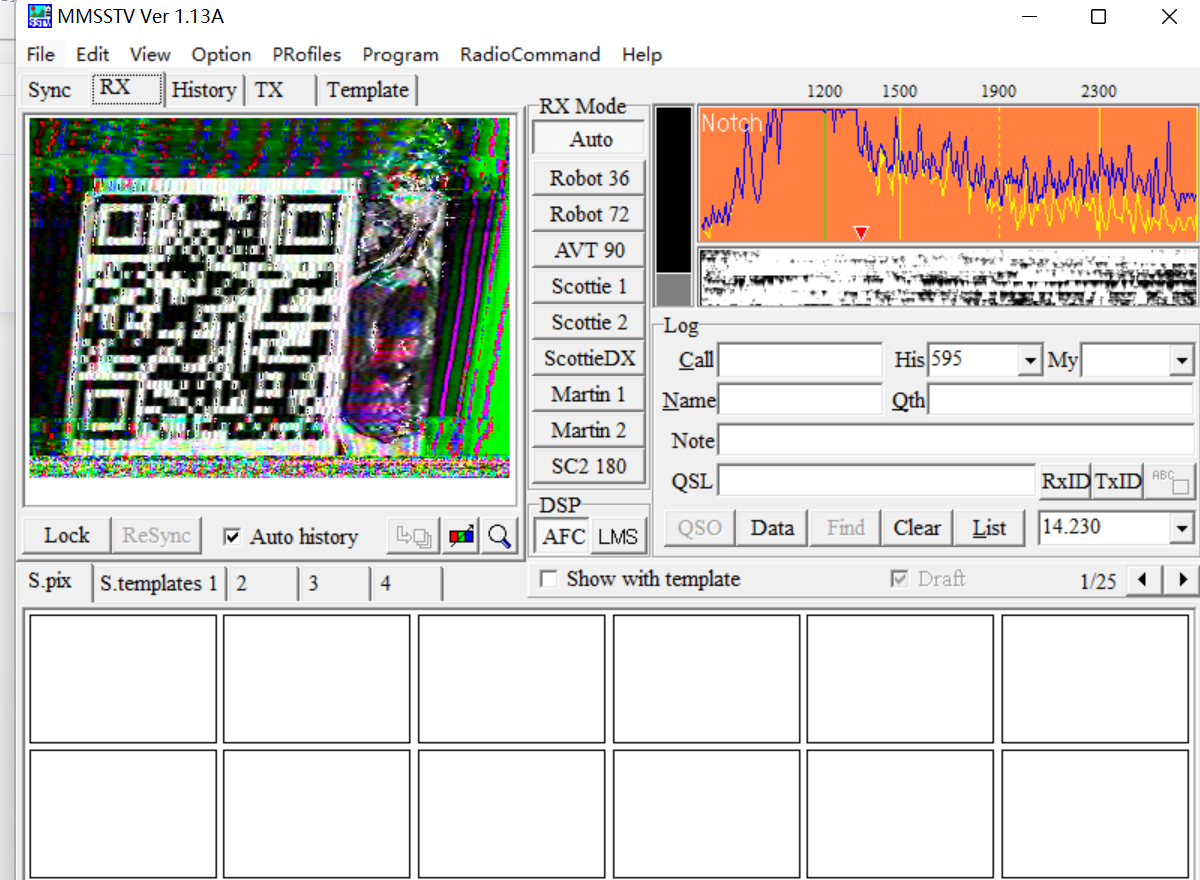 MMSSTV Ver 1.13A
File Edit View Option PRofiles Program RadioCommand Help
Sync RX History TX Template
RX Mode
Auto
Robot 36
Robot 72
AVT 90
Scottie 1
Scottie 2
ScottieDX
Martin 1
Martin 2
SC2 180
DSP
AFC LMS
1200 1500 1900 2300
Notch
Log
Call His 595 My
Name Qth
Note
QSL RxID TxID ABC
QSO Data Find Clear List 14.230
Lock ReSync Auto history
S.pix S.templates 1 2 3 4
Show with template Draft 1/25